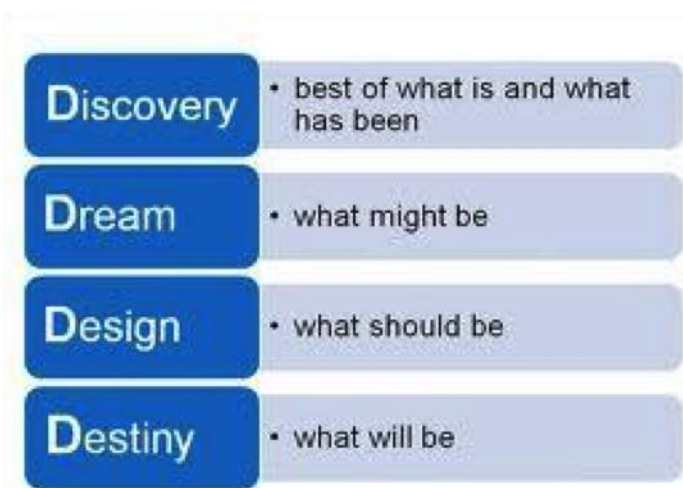 Discovery
• best of what is and what
has been
Dream
• what might be
Design
• what should be
Destiny
• what will be